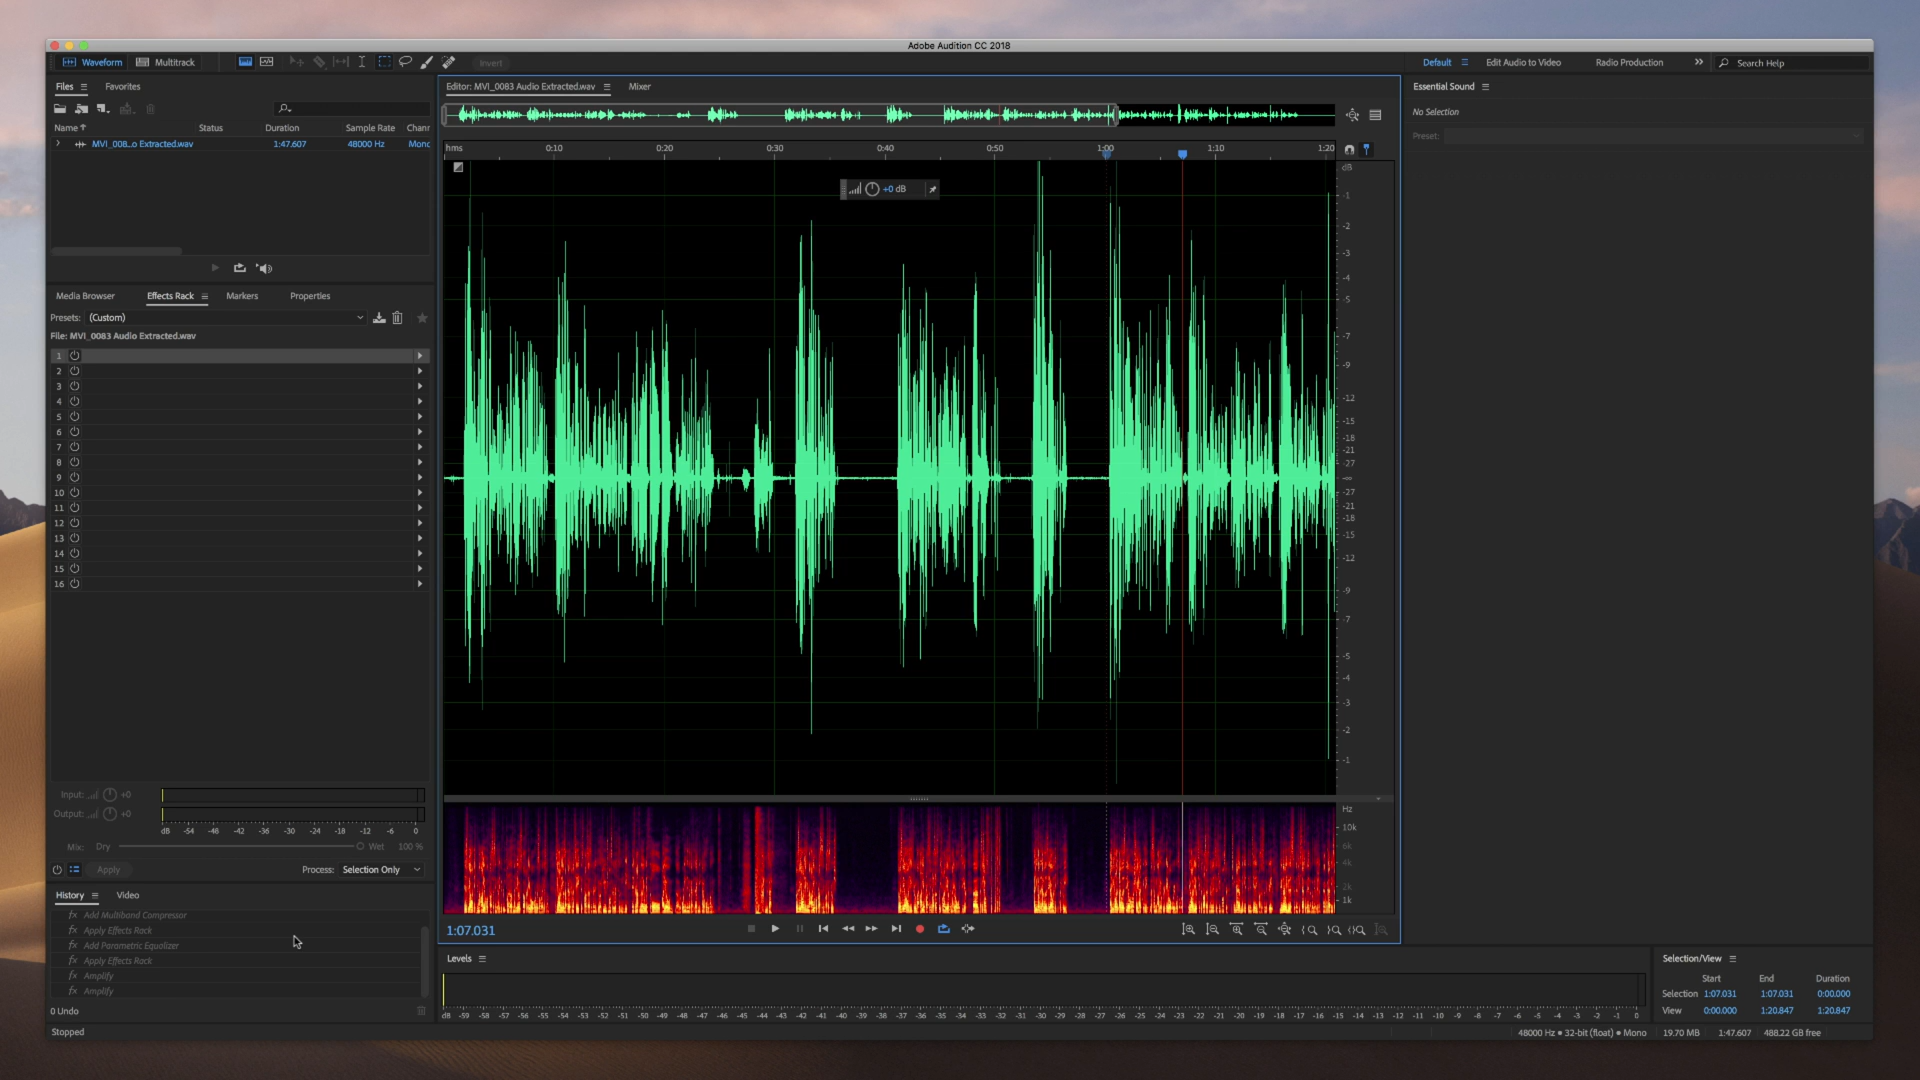 Adobe Audition CC 2018
Waveform Multitrack Invert Default Edit Audio to Video Radio Production Search Help
Files Favorites
Editor: MVI_0083 Audio Extracted.wav Mixer
Essential Sound
No Selection
Preset:
Name Status Duration Sample Rate Chanr
MVI_008...o Extracted.wav 1:47.607 48000 Hz Monc
hms 0:10 0:20 0:30 0:40 0:50 1:00 1:10 1:20
+0 dB
Media Browser Effects Rack Markers Properties
Presets: (Custom)
File: MVI_0083 Audio Extracted.wav
1
2
3
4
5
6
7
8
9
10
11
12
13
14
15
16
dB
-1
-2
-3
-4
-5
-7
-9
-12
-15
-18
-21
-27
-∞
-27
-21
-18
-15
-12
-9
-7
-5
-4
-3
-2
-1
Input: +0
Output: +0
dB -54 -48 -42 -36 -30 -24 -18 -12 -6 0
Mix: Dry Wet 100 %
Apply Process: Selection Only
Hz
10k
6k
4k
2k
1k
History Video
Add Multiband Compressor
Apply Effects Rack
Add Parametric Equalizer
Apply Effects Rack
Amplify
Amplify
0 Undo
Stopped
1:07.031
Levels
dB -59 -58 -57 -56 -55 -54 -53 -52 -51 -50 -49 -48 -47 -46 -45 -44 -43 -42 -41 -40 -39 -38 -37 -36 -35 -34 -33 -32 -31 -30 -29 -28 -27 -26 -25 -24 -23 -22 -21 -20 -19 -18 -17 -16 -15 -14 -13 -12 -11 -10 -9 -8 -7 -6 -5 -4 -3 -2 -1 0
Selection/View
Start End Duration
Selection 1:07.031 1:07.031 0:00.000
View 0:00.000 1:20.847 1:20.847
48000 Hz ● 32-bit (float) ● Mono 19.70 MB 1:47.607 488.22 GB free